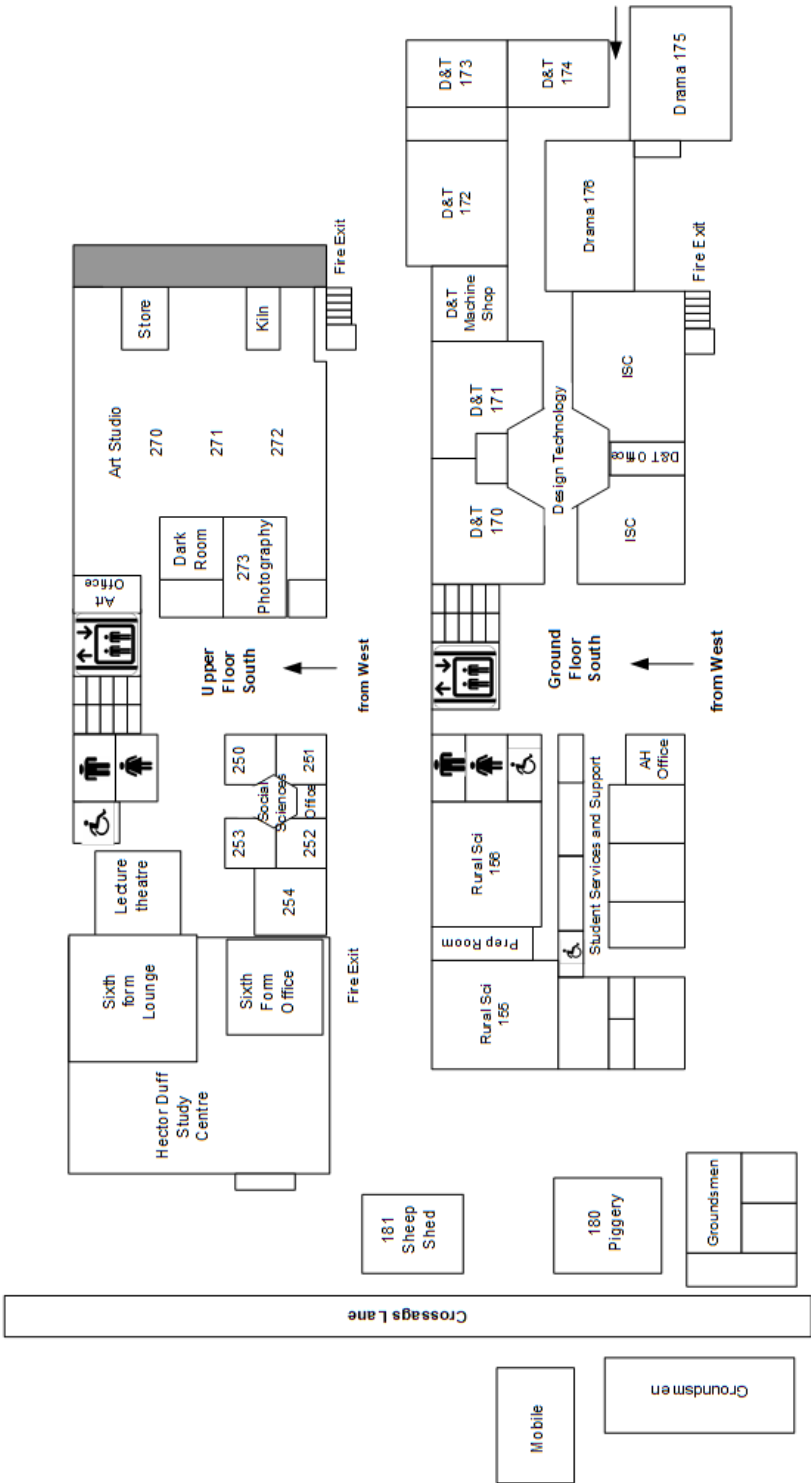 Mobile
Groundsmen
Crossags Lane
181
Sheep
Shed
180
Piggery
Groundsmen
Hector Duff
Study
Centre
Sixth
form
Lounge
Sixth
Form
Office
Lecture
theatre
Fire Exit
254
253
252
Social
Sciences
Office
250
251
Upper
Floor
South
from West
Art
Office
Dark
Room
273
Photography
Art Studio
270
271
272
Store
Kiln
Fire Exit
Rural Sci
155
Prep Room
Rural Sci
156
Student Services and Support
AH
Office
Ground
Floor
South
from West
D&T
170
D&T
171
Design Technology
ISC
D&T Office
ISC
D&T
Machine
Shop
Fire Exit
D&T
172
Drama 176
D&T
173
D&T
174
Drama 175